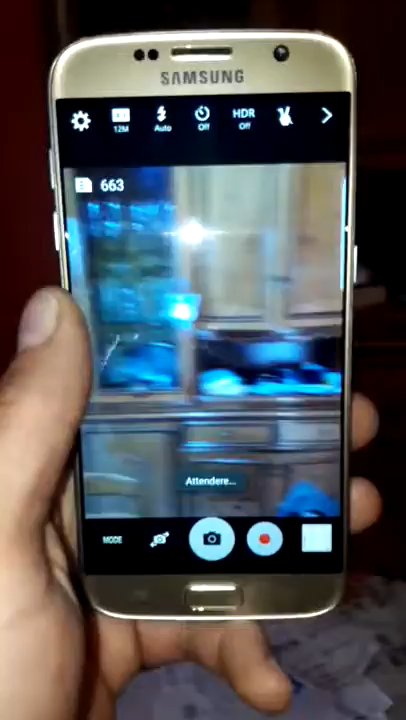 SAMSUNG
12M
Auto
Off
HDR
Off
663
Attendere...
MODE